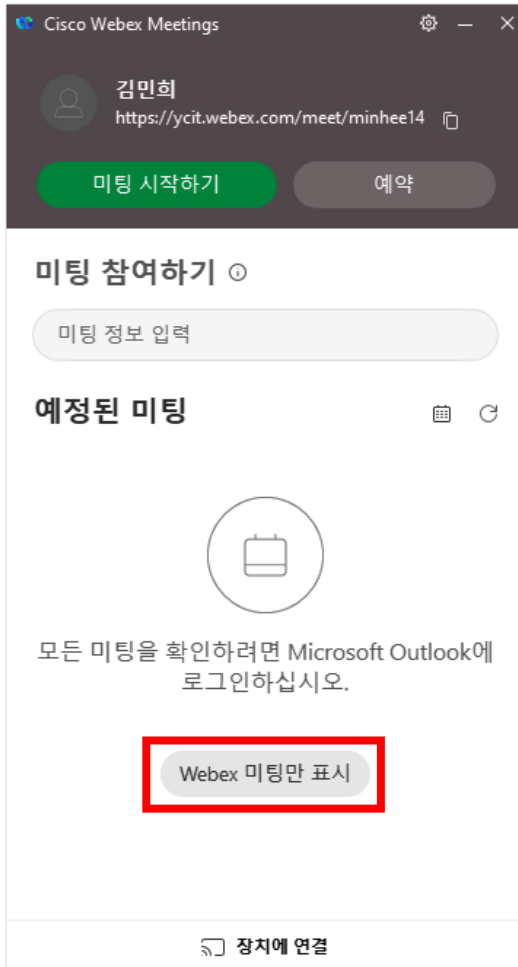 Cisco Webex Meetings
김민희
https://ycit.webex.com/meet/minhee14
미팅 시작하기
예약
미팅 참여하기
미팅 정보 입력
예정된 미팅
모든 미팅을 확인하려면 Microsoft Outlook에
로그인하십시오.
Webex 미팅만 표시
장치에 연결